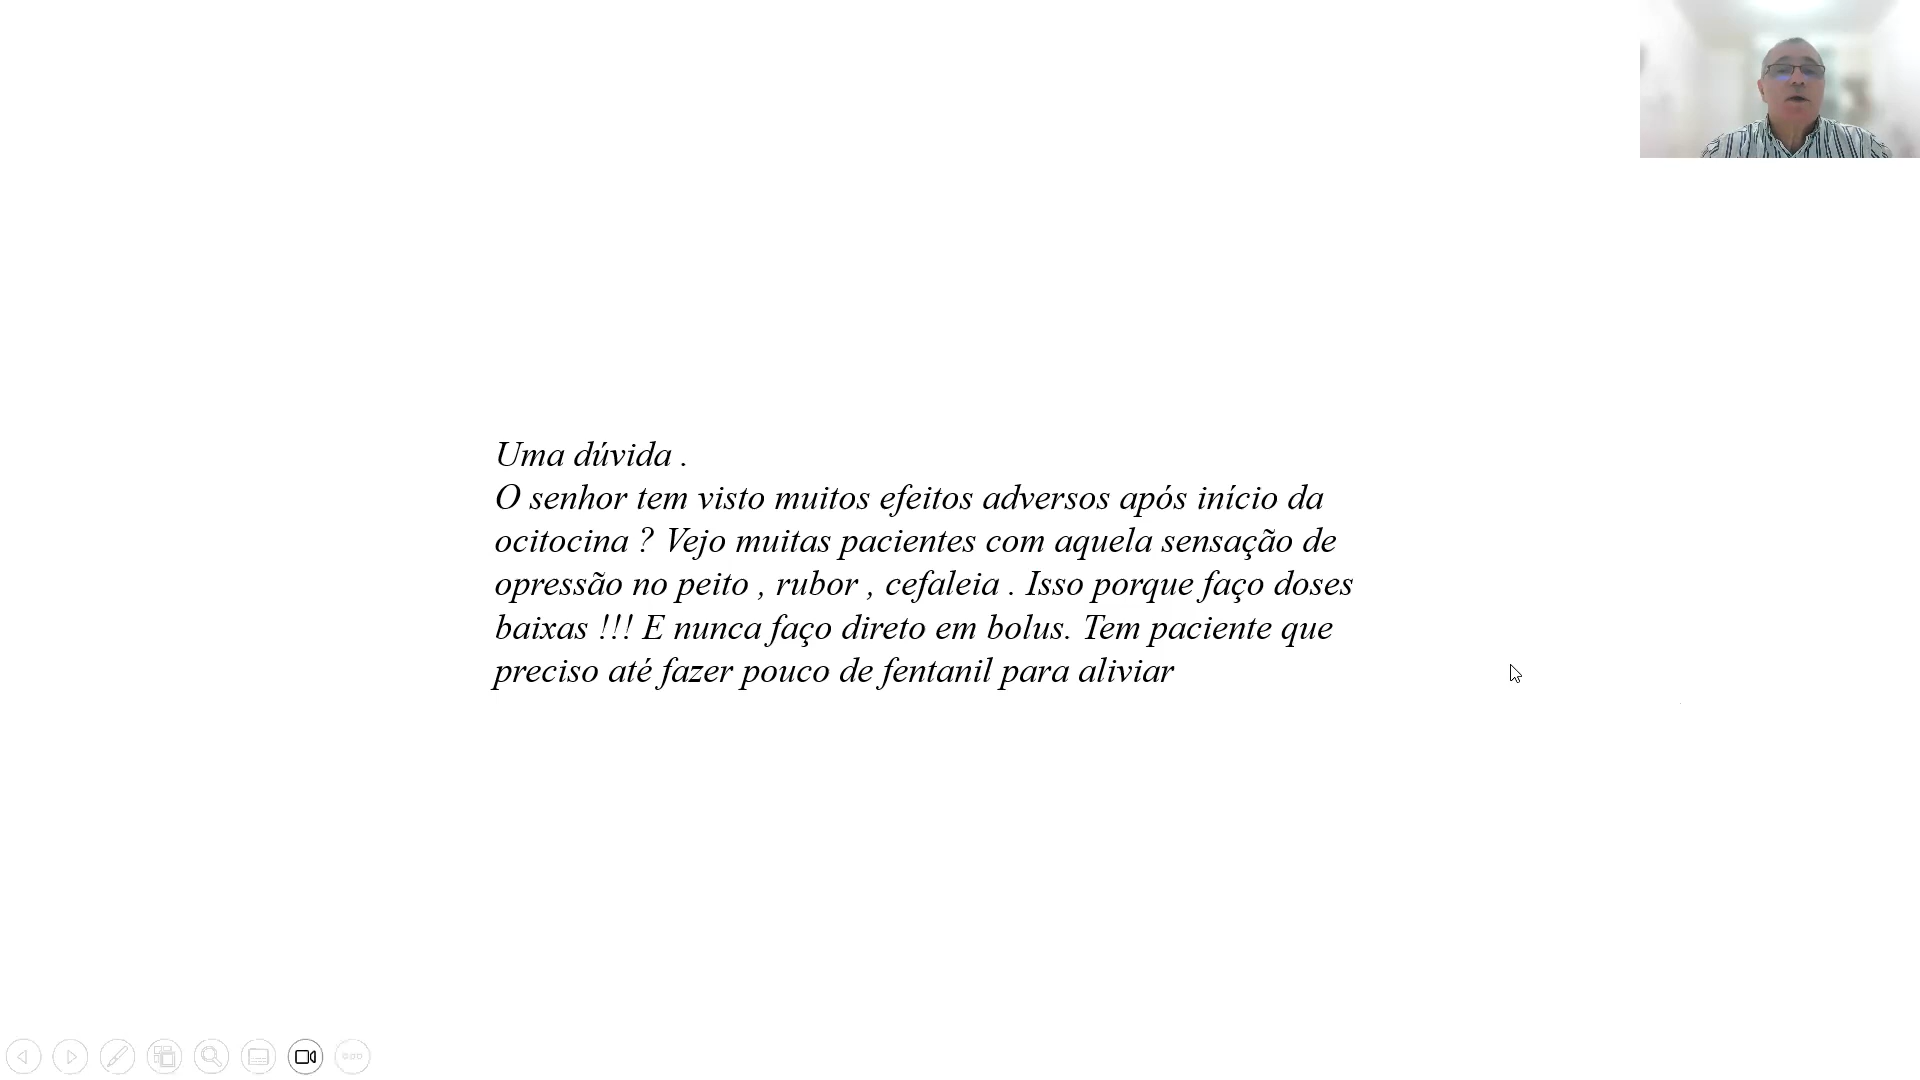 Uma dúvida .
O senhor tem visto muitos efeitos adversos após início da
ocitocina ? Vejo muitas pacientes com aquela sensação de
opressão no peito , rubor , cefaleia . Isso porque faço doses
baixas !!! E nunca faço direto em bolus. Tem paciente que
preciso até fazer pouco de fentanil para aliviar